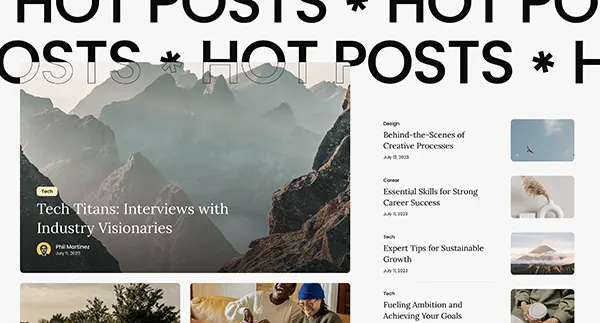 HOT POSTS * HOT PO
OSTS * HOT POSTS * H
Tech
Tech Titans: Interviews with
Industry Visionaries
Phil Martinez
July 11, 2023
Design
Behind-the-Scenes of
Creative Processes
July 12, 2023
Career
Essential Skills for Strong
Career Success
July 11, 2023
Tech
Expert Tips for Sustainable
Growth
July 11, 2023
Tech
Fueling Ambition and
Achieving Your Goals